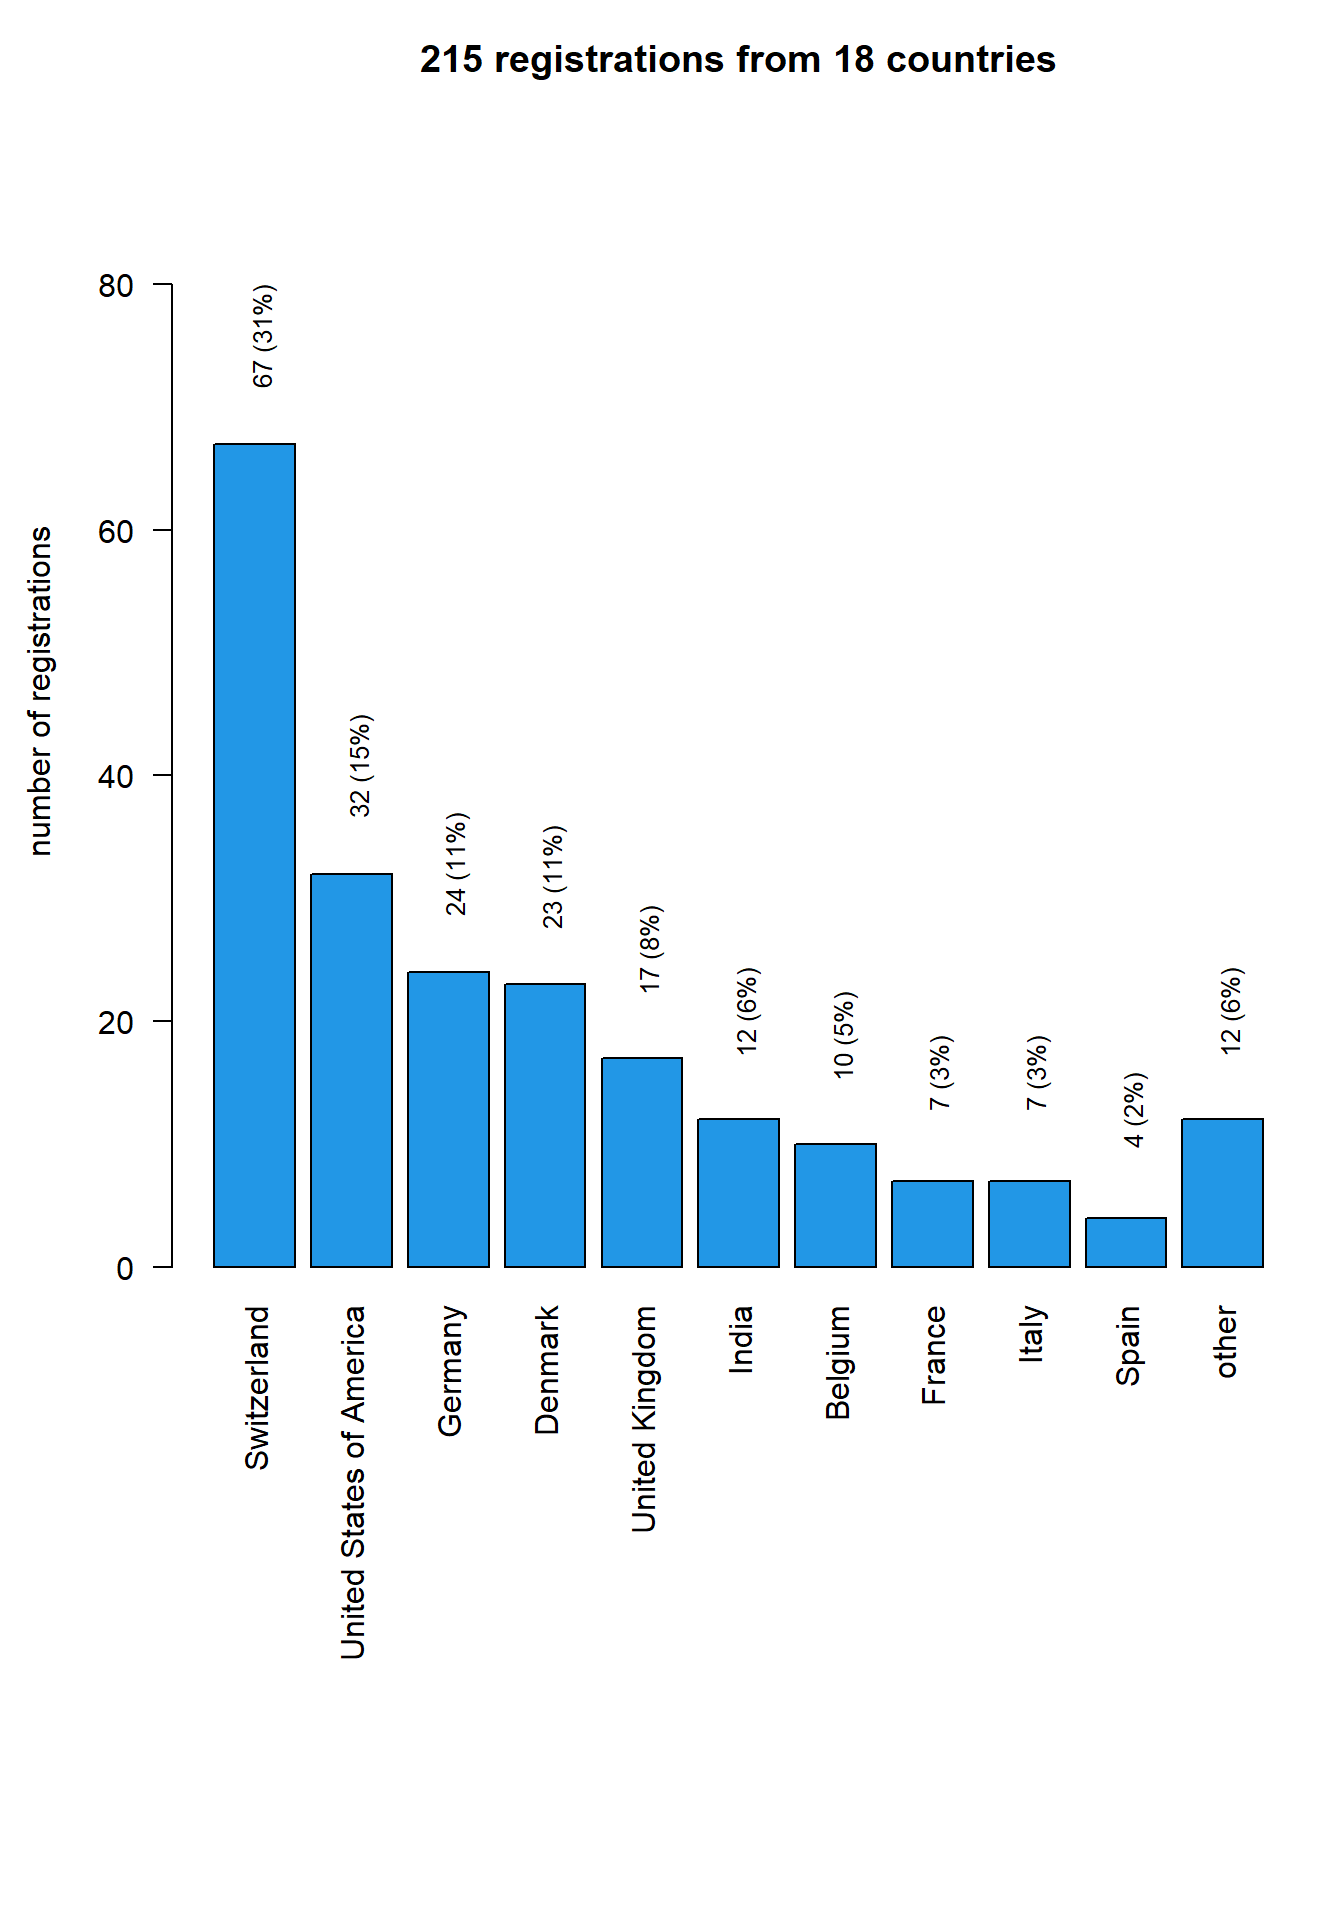 215 registrations from 18 countries
number of registrations
80
60
40
20
0
67 (31%)
32 (15%)
24 (11%)
23 (11%)
17 (8%)
12 (6%)
10 (5%)
7 (3%)
7 (3%)
4 (2%)
12 (6%)
Switzerland
United States of America
Germany
Denmark
United Kingdom
India
Belgium
France
Italy
Spain
other